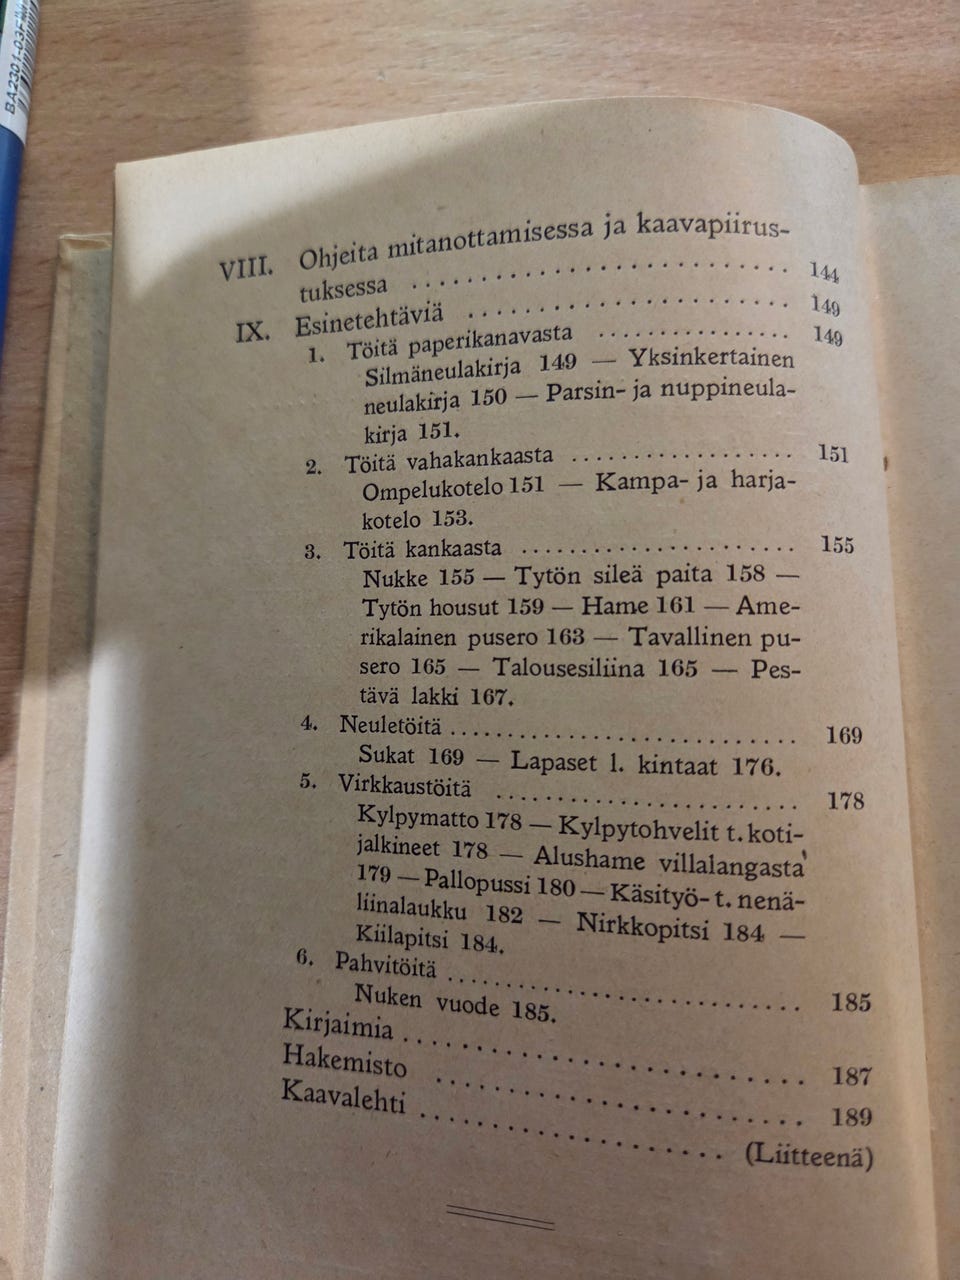 BA2301-03F
VIII. Ohjeita mitanottamisessa ja kaavapiirus-
tuksessa . . . . . . . . . . . . . . . . . . . . . . . . . . 144
IX. Esinetehtäviä . . . . . . . . . . . . . . . . . . . . . . 149
1. Töitä paperikanavasta . . . . . . . . . . . . . . . 149
Silmäneulakirja 149 — Yksinkertainen
neulakirja 150 — Parsin- ja nuppineula-
kirja 151.
2. Töitä vahakankaasta . . . . . . . . . . . . . . . . . . 151
Ompelukotelo 151 — Kampa- ja harja-
kotelo 153.
3. Töitä kankaasta . . . . . . . . . . . . . . . . . . . . . . 155
Nukke 155 — Tytön sileä paita 158 —
Tytön housut 159 — Hame 161 — Ame-
rikalainen pusero 163 — Tavallinen pu-
sero 165 — Talousesiliina 165 — Pes-
tävä lakki 167.
4. Neuletöitä . . . . . . . . . . . . . . . . . . . . . . . . . . . . 169
Sukat 169 — Lapaset l. kintaat 176.
5. Virkkaustöitä . . . . . . . . . . . . . . . . . . . . . . . . 178
Kylpymatto 178 — Kylpytohvelit t. koti-
jalkineet 178 — Alushame villalangasta
179 — Pallopussi 180 — Käsityö- t. nenä-
liinalaukku 182 — Nirkkopitsi 184 —
Kiilapitsi 184.
6. Pahvitöitä . . . . . . . . . . . . . . . . . . . . . . . . . . . . 185
Nuken vuode 185.
Kirjaimia . . . . . . . . . . . . . . . . . . . . . . . . . . . . . . . . 187
Hakemisto . . . . . . . . . . . . . . . . . . . . . . . . . . . . . 189
Kaavalehti . . . . . . . . . . . . . . . . . . . . . . . . (Liitteenä)